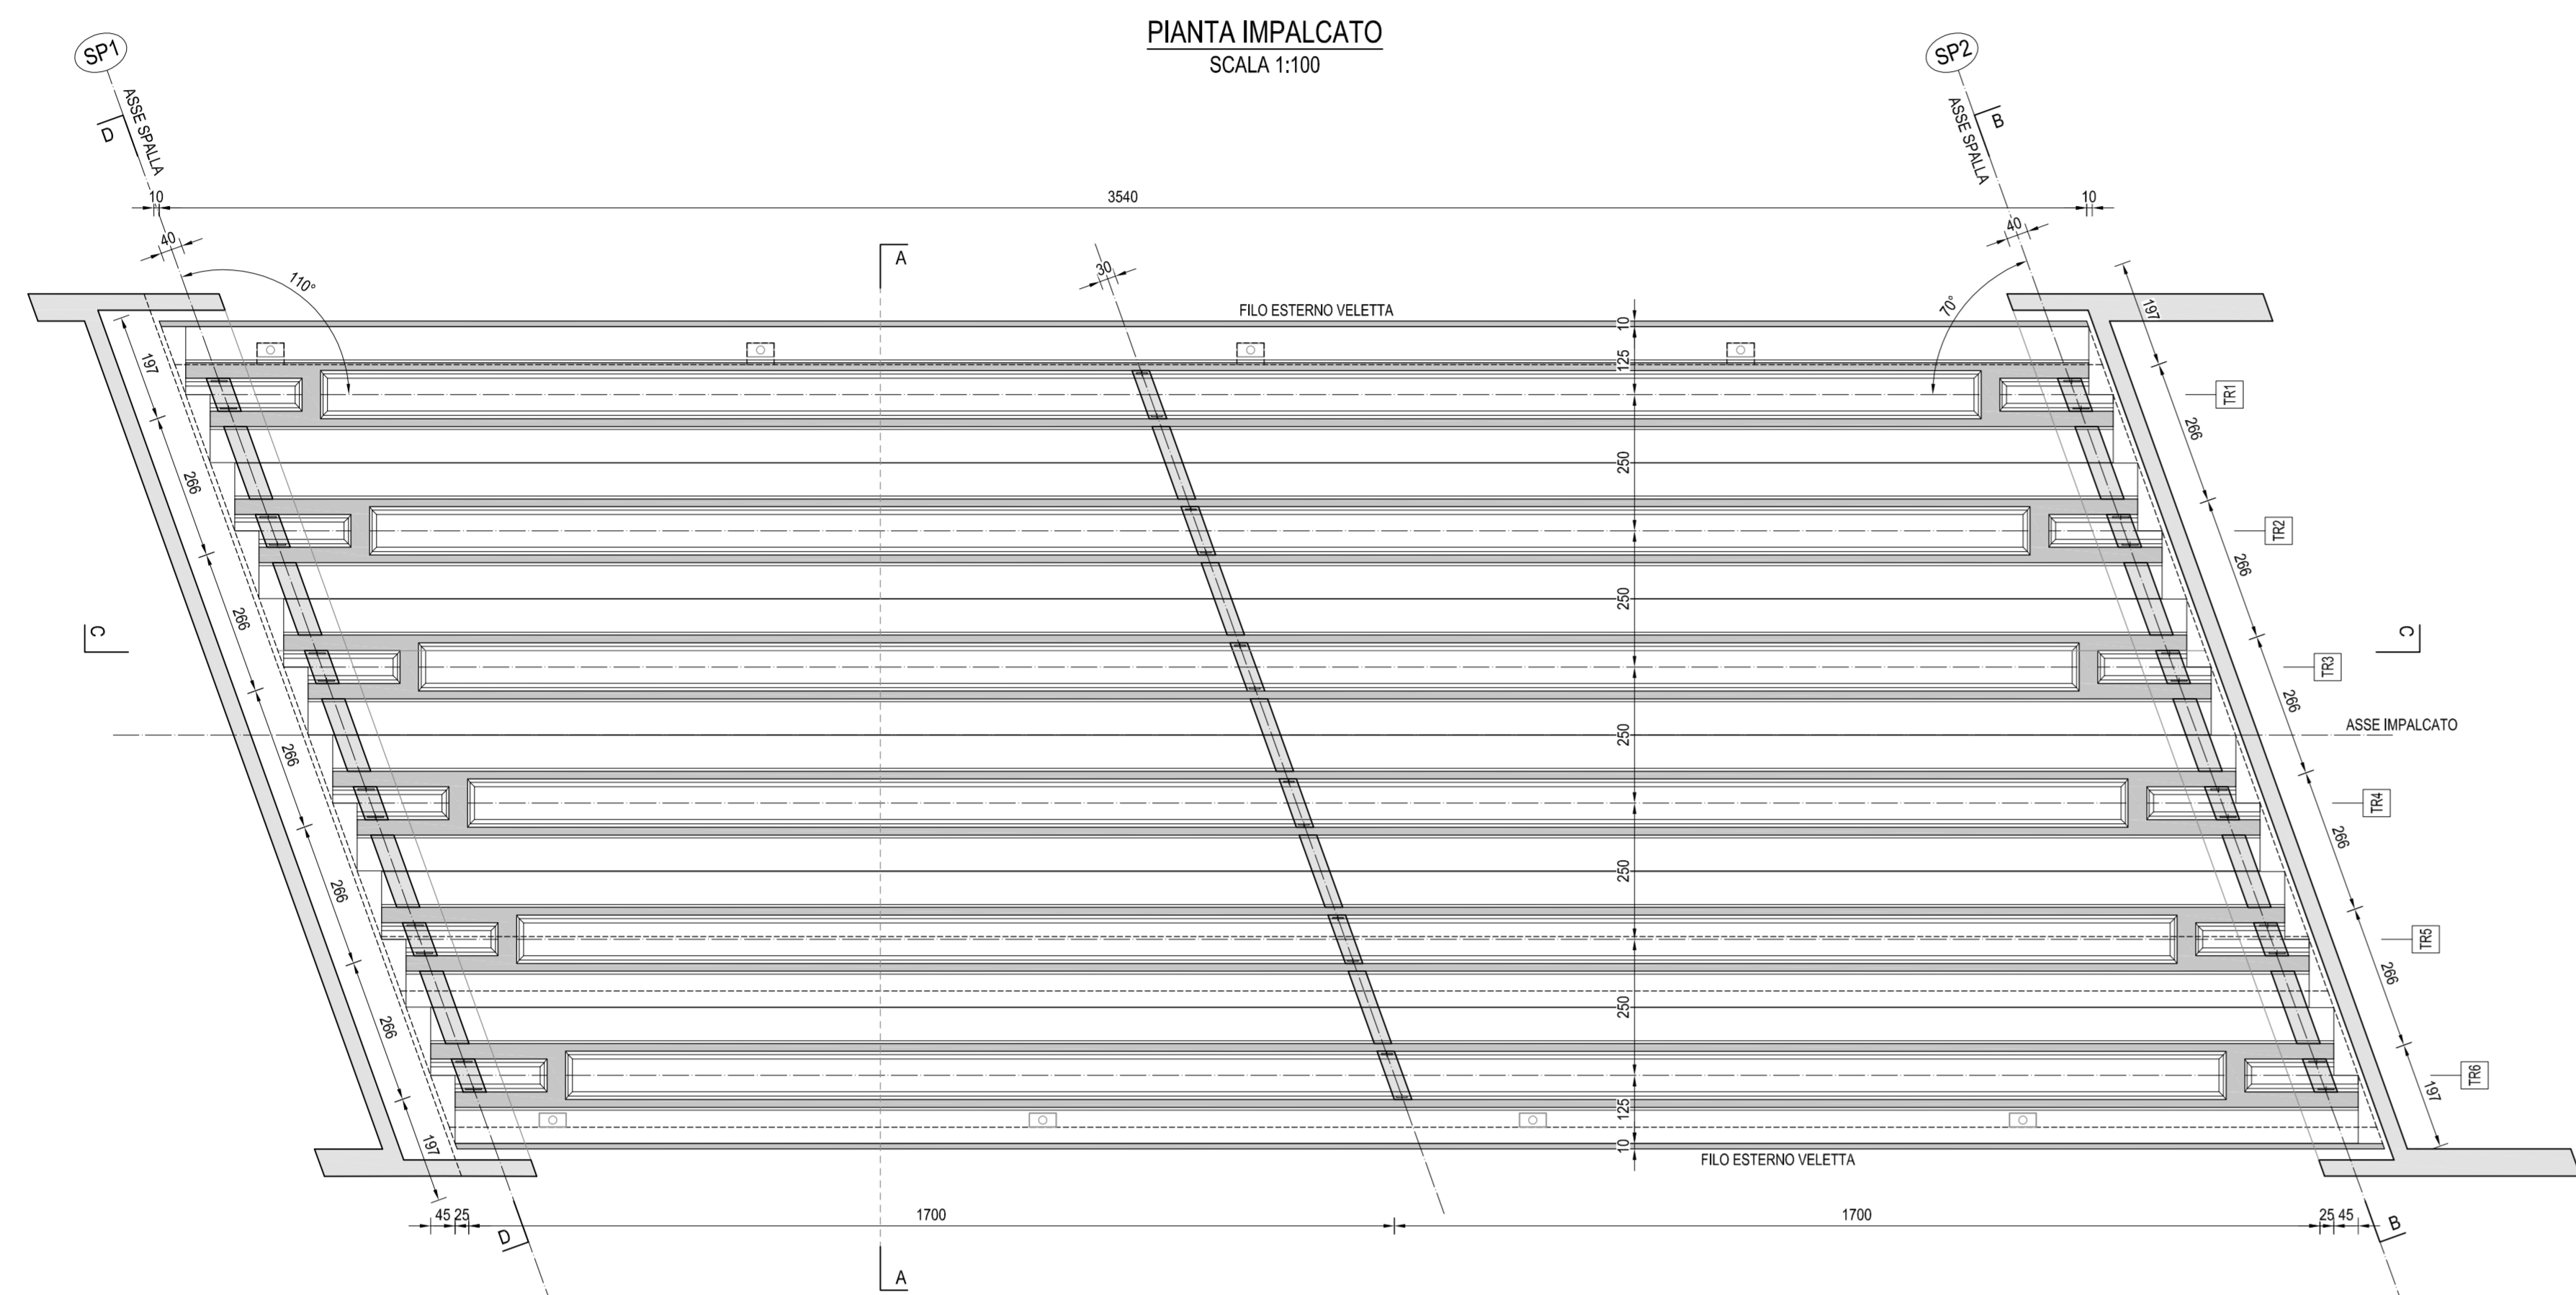 PIANTA IMPALCATO
SCALA 1:100
SP1
SP2
ASSE SPALLA
ASSE SPALLA
D
B
10
3540
10
40
40
A
30
110°
70°
FILO ESTERNO VELETTA
10
125
197
197
TR1
266
266
250
TR2
266
266
250
C
C
TR3
266
266
250
ASSE IMPALCATO
TR4
266
266
250
TR5
266
266
250
TR6
197
197
125
10
FILO ESTERNO VELETTA
45
25
1700
1700
25
45
D
B
A